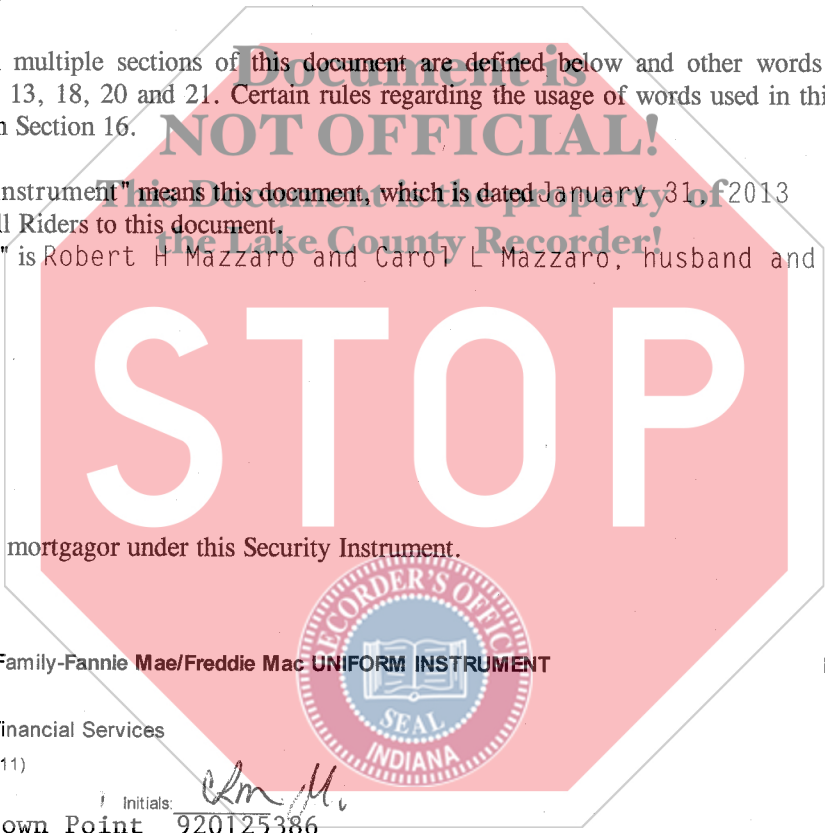 multiple sections of this document are defined below and other words
Document is
13, 18, 20 and 21. Certain rules regarding the usage of words used in thi
n Section 16.
NOT OFFICIAL!
nstrument" means this document, which is dated January 31, 2013
This Document is the property of
ll Riders to this document.
the Lake County Recorder!
" is Robert H Mazzaro and Carol L Mazzaro, husband and
STOP
mortgagor under this Security Instrument.
RECORDER'S OFFICE
Family-Fannie Mae/Freddie Mac UNIFORM INSTRUMENT
SEAL
inancial Services
INDIANA
11)
Initials:
own Point 920125386